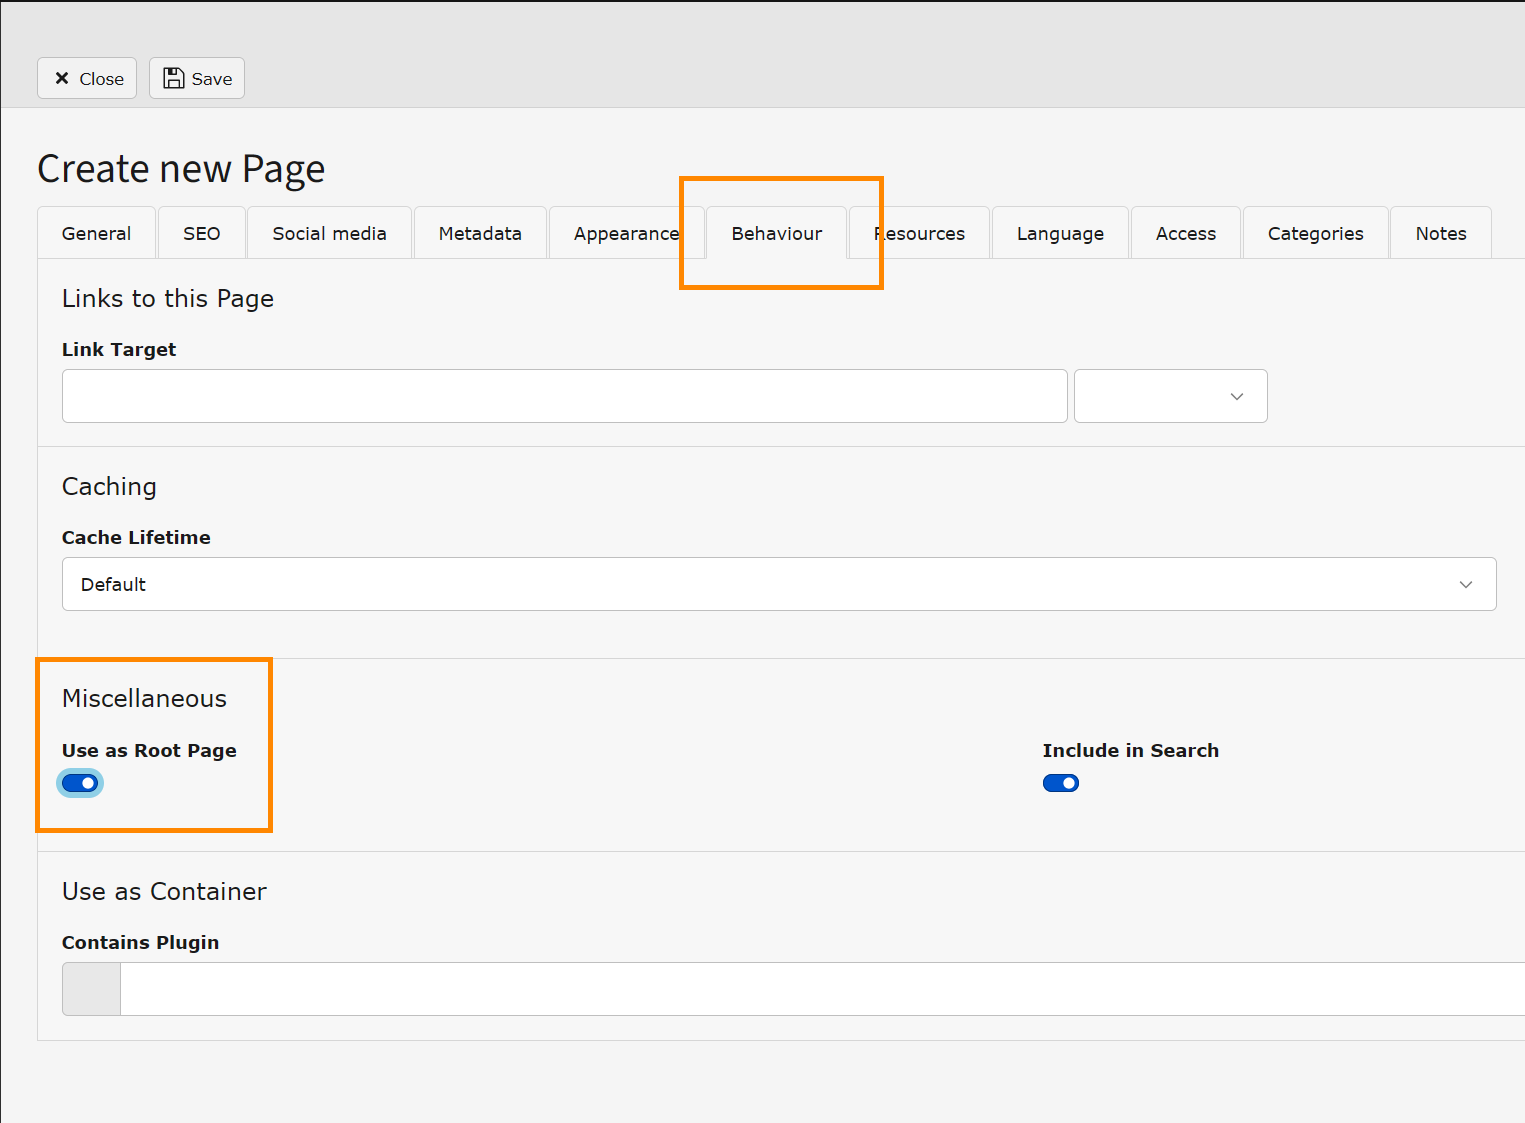 Close Save
Create new Page
General SEO Social media Metadata Appearance Behaviour Resources Language Access Categories Notes
Links to this Page
Link Target
Caching
Cache Lifetime
Default
Miscellaneous
Use as Root Page Include in Search
Use as Container
Contains Plugin